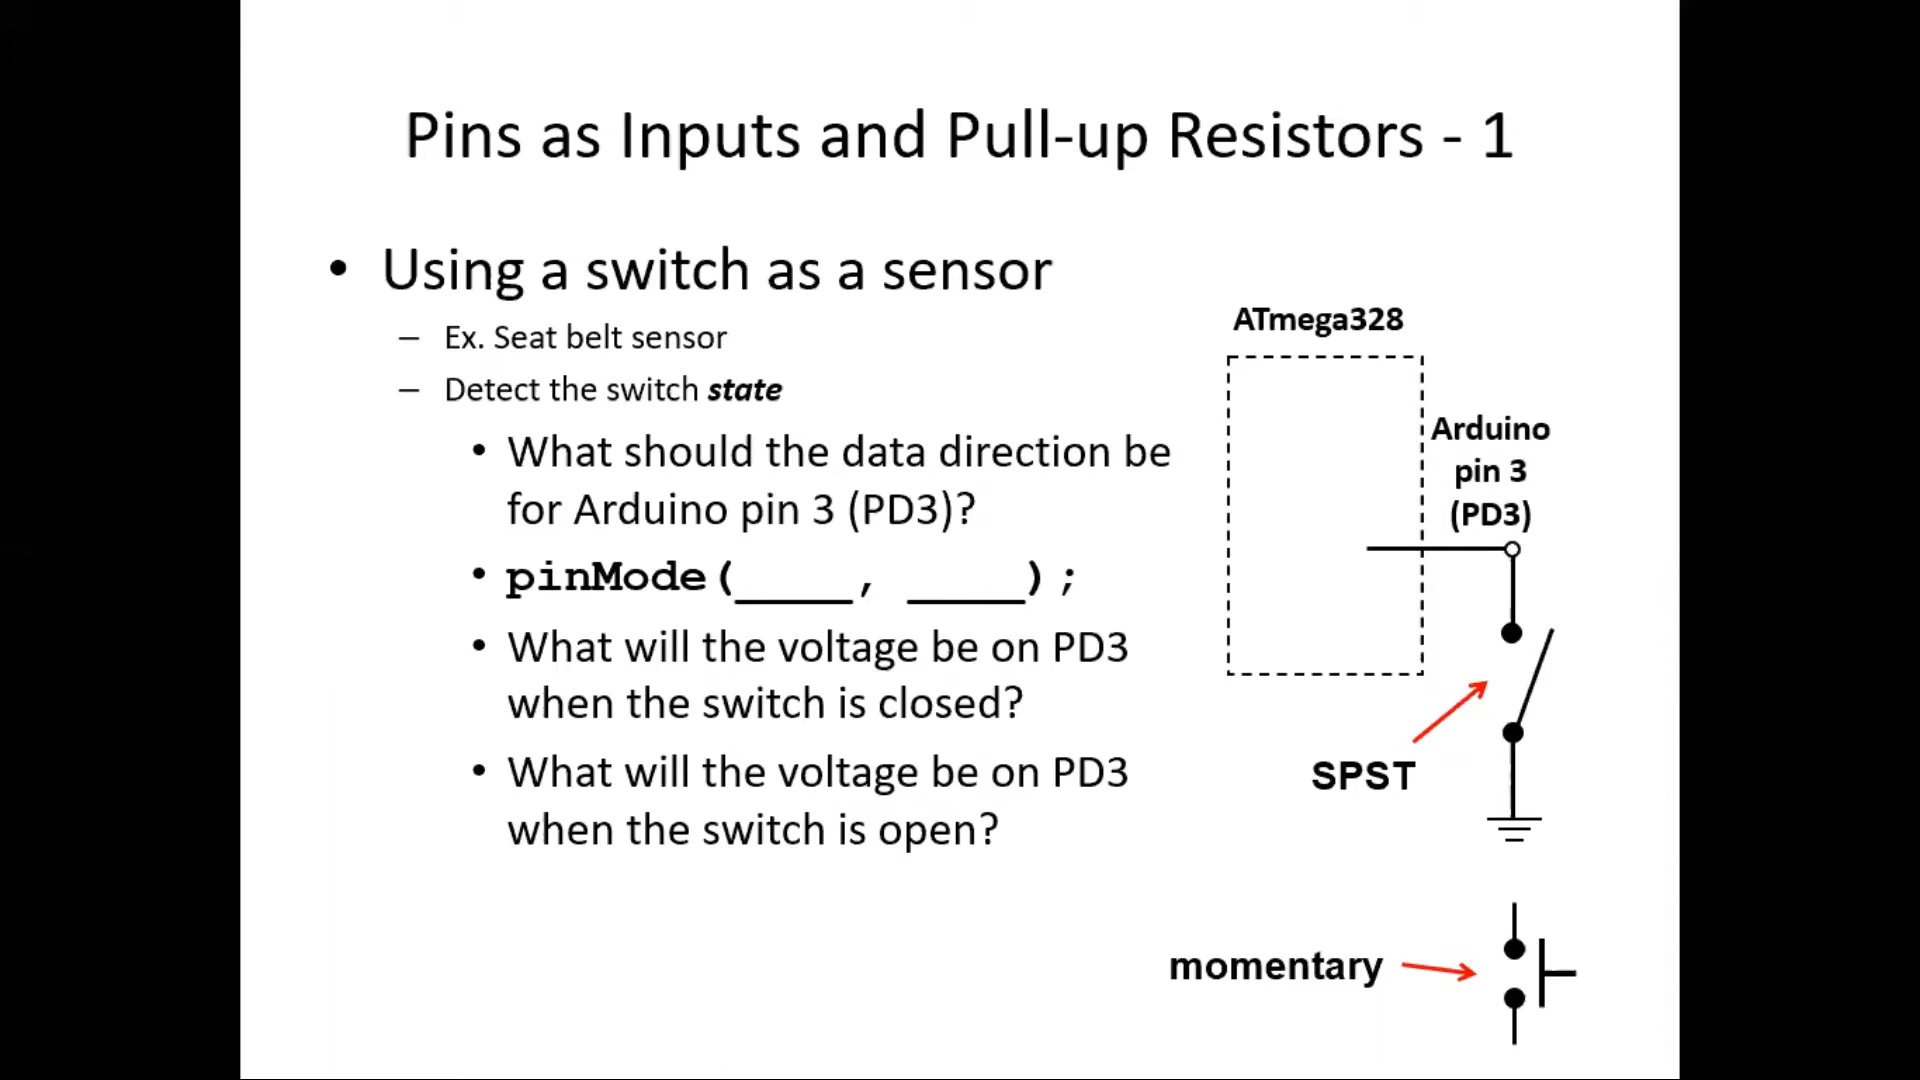 Pins as Inputs and Pull-up Resistors - 1
• Using a switch as a sensor
– Ex. Seat belt sensor
– Detect the switch state
• What should the data direction be
for Arduino pin 3 (PD3)?
• pinMode(____, ____);
• What will the voltage be on PD3
when the switch is closed?
• What will the voltage be on PD3
when the switch is open?
ATmega328
Arduino
pin 3
(PD3)
SPST
momentary